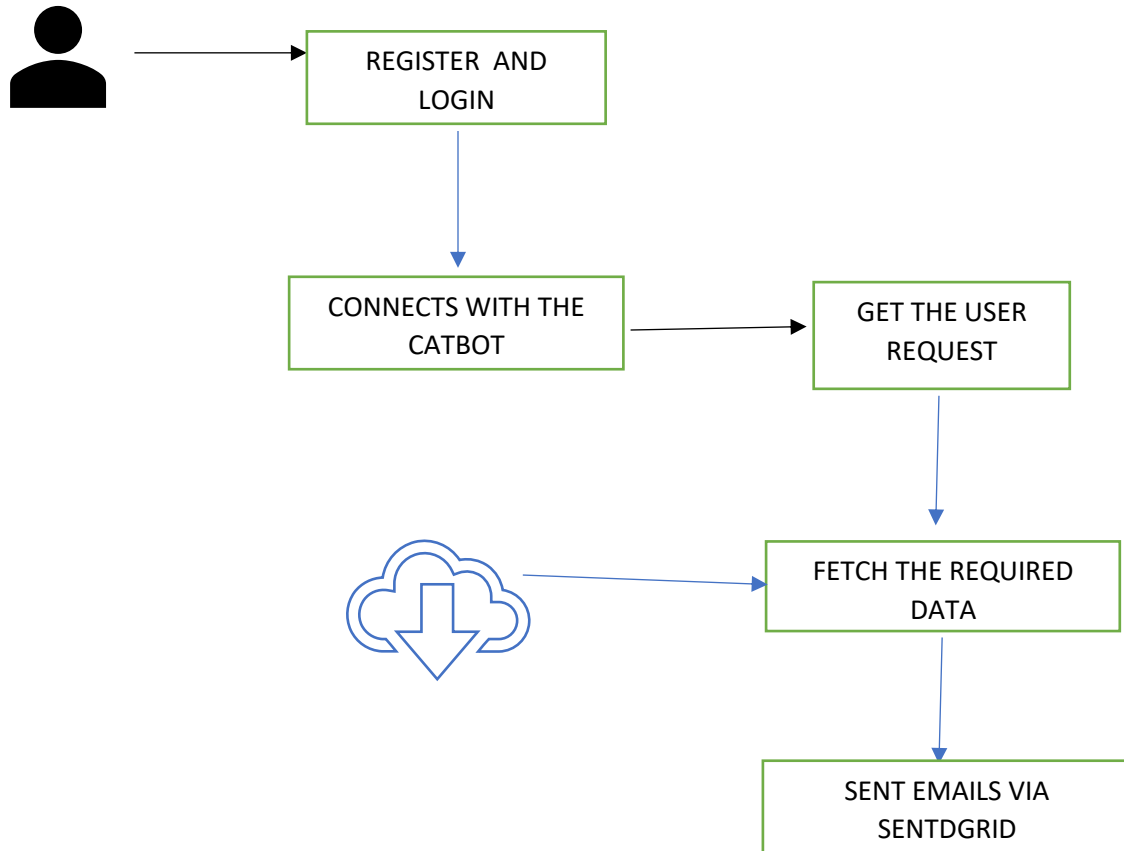 REGISTER AND
LOGIN
CONNECTS WITH THE
CATBOT
GET THE USER
REQUEST
FETCH THE REQUIRED
DATA
SENT EMAILS VIA
SENTDGRID